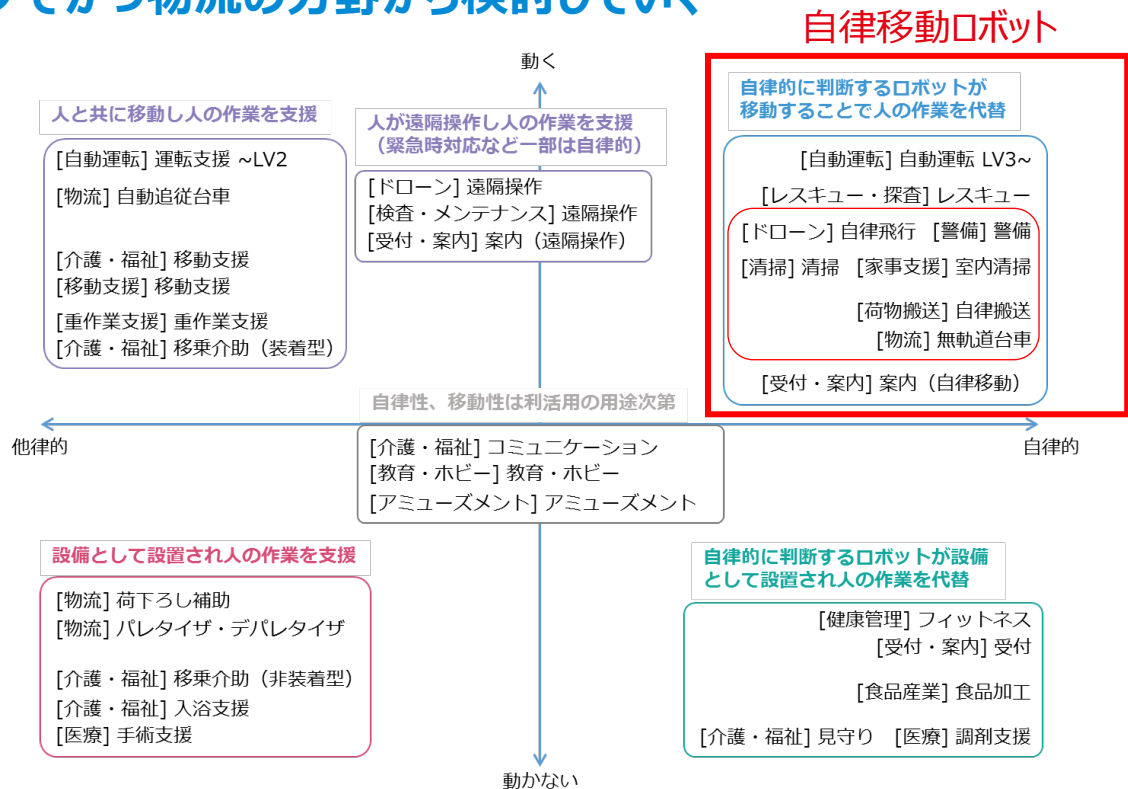 でかつ物流の分野から検討していく
自律移動ロボット
動く
人と共に移動し人の作業を支援
[自動運転] 運転支援 ~LV2
[物流] 自動追従台車
[介護・福祉] 移動支援
[移動支援] 移動支援
[重作業支援] 重作業支援
[介護・福祉] 移乗介助（装着型）
人が遠隔操作し人の作業を支援
（緊急時対応など一部は自律的）
[ドローン] 遠隔操作
[検査・メンテナンス] 遠隔操作
[受付・案内] 案内（遠隔操作）
自律的に判断するロボットが
移動することで人の作業を代替
[自動運転] 自動運転 LV3~
[レスキュー・探査] レスキュー
[ドローン] 自律飛行 [警備] 警備
[清掃] 清掃 [家事支援] 室内清掃
[荷物搬送] 自律搬送
[物流] 無軌道台車
[受付・案内] 案内（自律移動）
自律性、移動性は利活用の用途次第
他律的
自律的
[介護・福祉] コミュニケーション
[教育・ホビー] 教育・ホビー
[アミューズメント] アミューズメント
設備として設置され人の作業を支援
[物流] 荷下ろし補助
[物流] パレタイザ・デパレタイザ
[介護・福祉] 移乗介助（非装着型）
[介護・福祉] 入浴支援
[医療] 手術支援
自律的に判断するロボットが設備
として設置され人の作業を代替
[健康管理] フィットネス
[受付・案内] 受付
[食品産業] 食品加工
[介護・福祉] 見守り [医療] 調剤支援
動かない